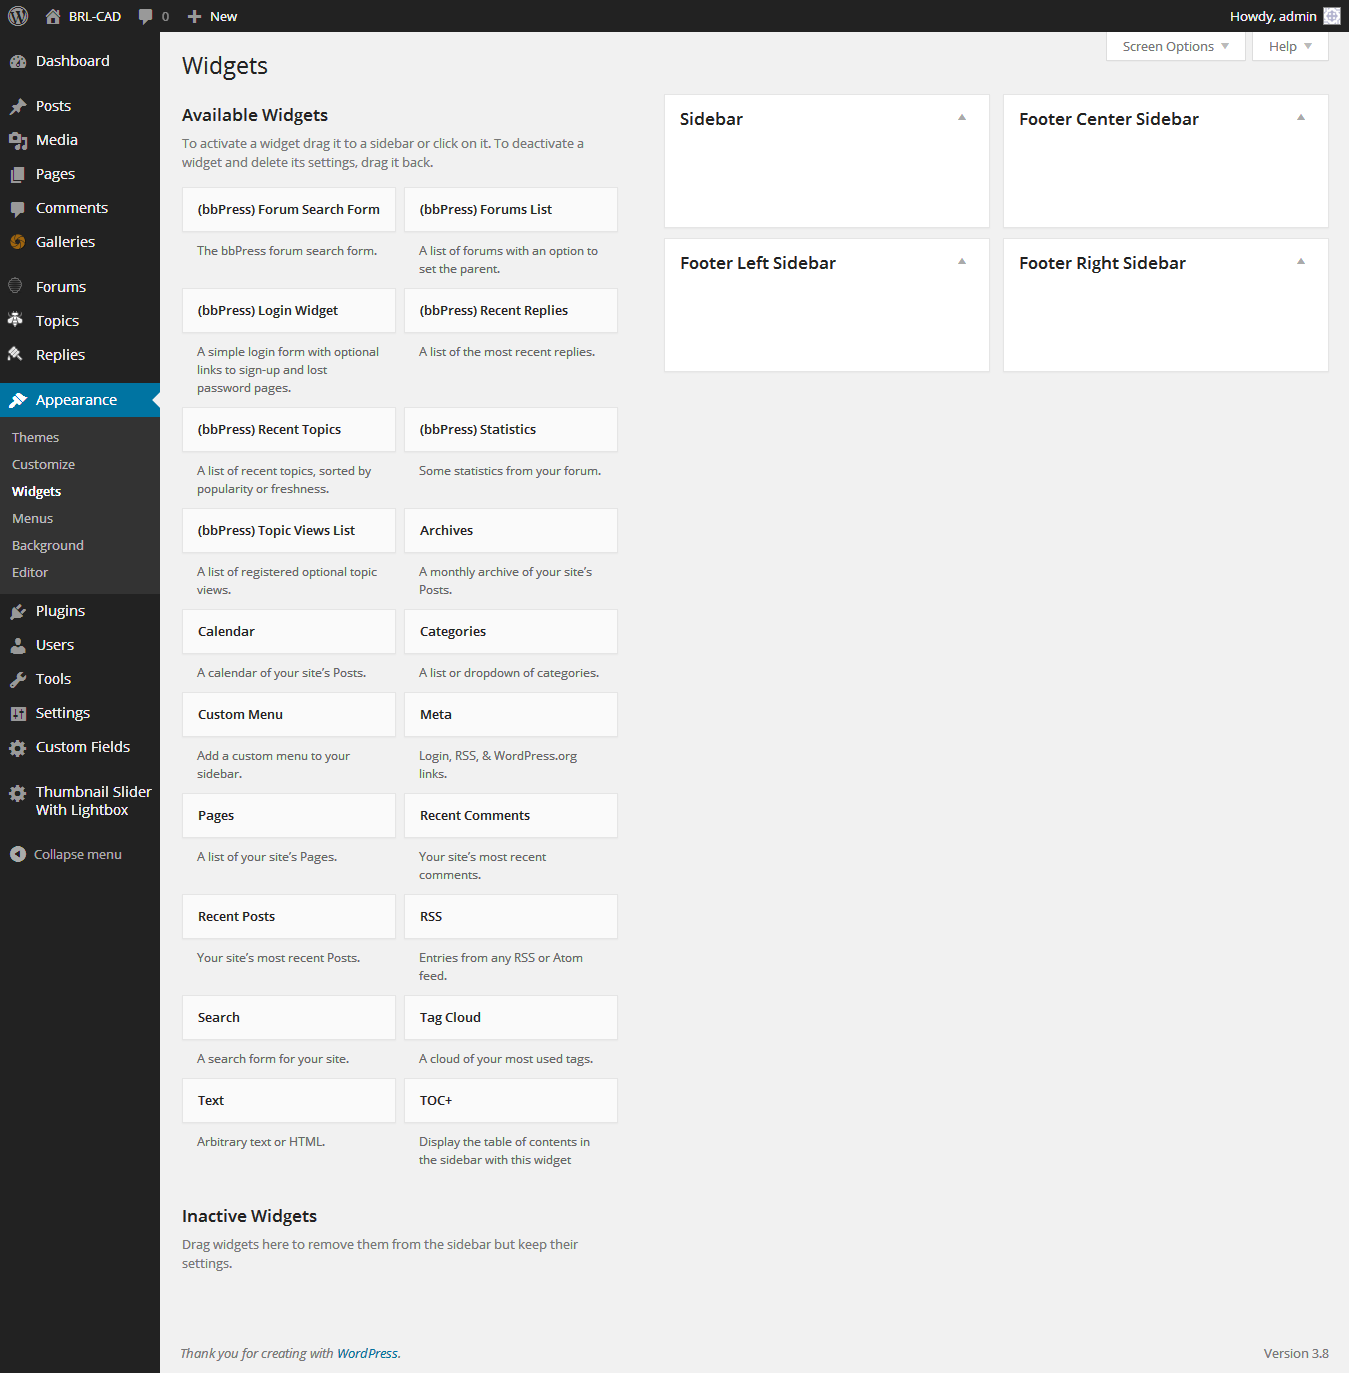 BRL-CAD 0 New Howdy, admin
Dashboard
Posts
Media
Pages
Comments
Galleries
Forums
Topics
Replies
Appearance
Themes
Customize
Widgets
Menus
Background
Editor
Plugins
Users
Tools
Settings
Custom Fields
Thumbnail Slider
With Lightbox
Collapse menu
Screen Options Help
Widgets
Available Widgets
To activate a widget drag it to a sidebar or click on it. To deactivate a
widget and delete its settings, drag it back.
(bbPress) Forum Search Form
The bbPress forum search form.
(bbPress) Forums List
A list of forums with an option to
set the parent.
(bbPress) Login Widget
A simple login form with optional
links to sign-up and lost
password pages.
(bbPress) Recent Replies
A list of the most recent replies.
(bbPress) Recent Topics
A list of recent topics, sorted by
popularity or freshness.
(bbPress) Statistics
Some statistics from your forum.
(bbPress) Topic Views List
A list of registered optional topic
views.
Archives
A monthly archive of your site’s
Posts.
Calendar
A calendar of your site’s Posts.
Categories
A list or dropdown of categories.
Custom Menu
Add a custom menu to your
sidebar.
Meta
Login, RSS, & WordPress.org
links.
Pages
A list of your site’s Pages.
Recent Comments
Your site’s most recent
comments.
Recent Posts
Your site’s most recent Posts.
RSS
Entries from any RSS or Atom
feed.
Search
A search form for your site.
Tag Cloud
A cloud of your most used tags.
Text
Arbitrary text or HTML.
TOC+
Display the table of contents in
the sidebar with this widget
Inactive Widgets
Drag widgets here to remove them from the sidebar but keep their
settings.
Sidebar
Footer Center Sidebar
Footer Left Sidebar
Footer Right Sidebar
Thank you for creating with WordPress.
Version 3.8